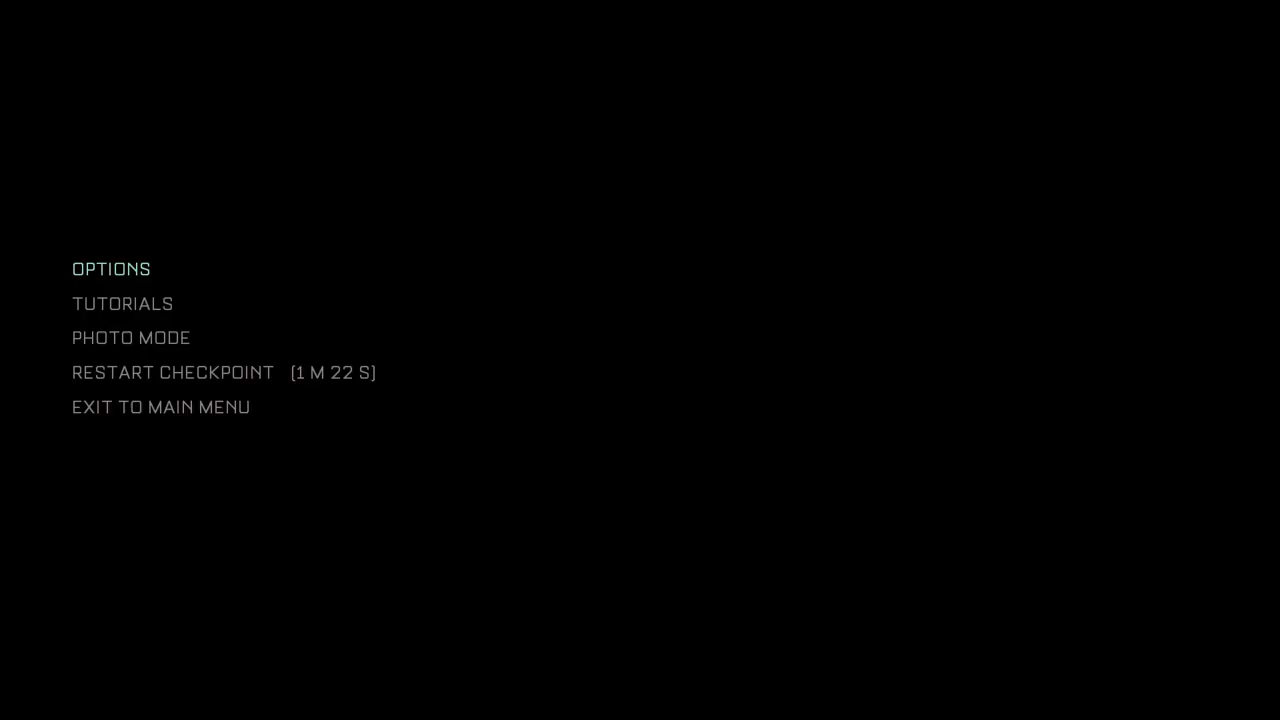 OPTIONS
TUTORIALS
PHOTO MODE
RESTART CHECKPOINT (1 M 22 S)
EXIT TO MAIN MENU